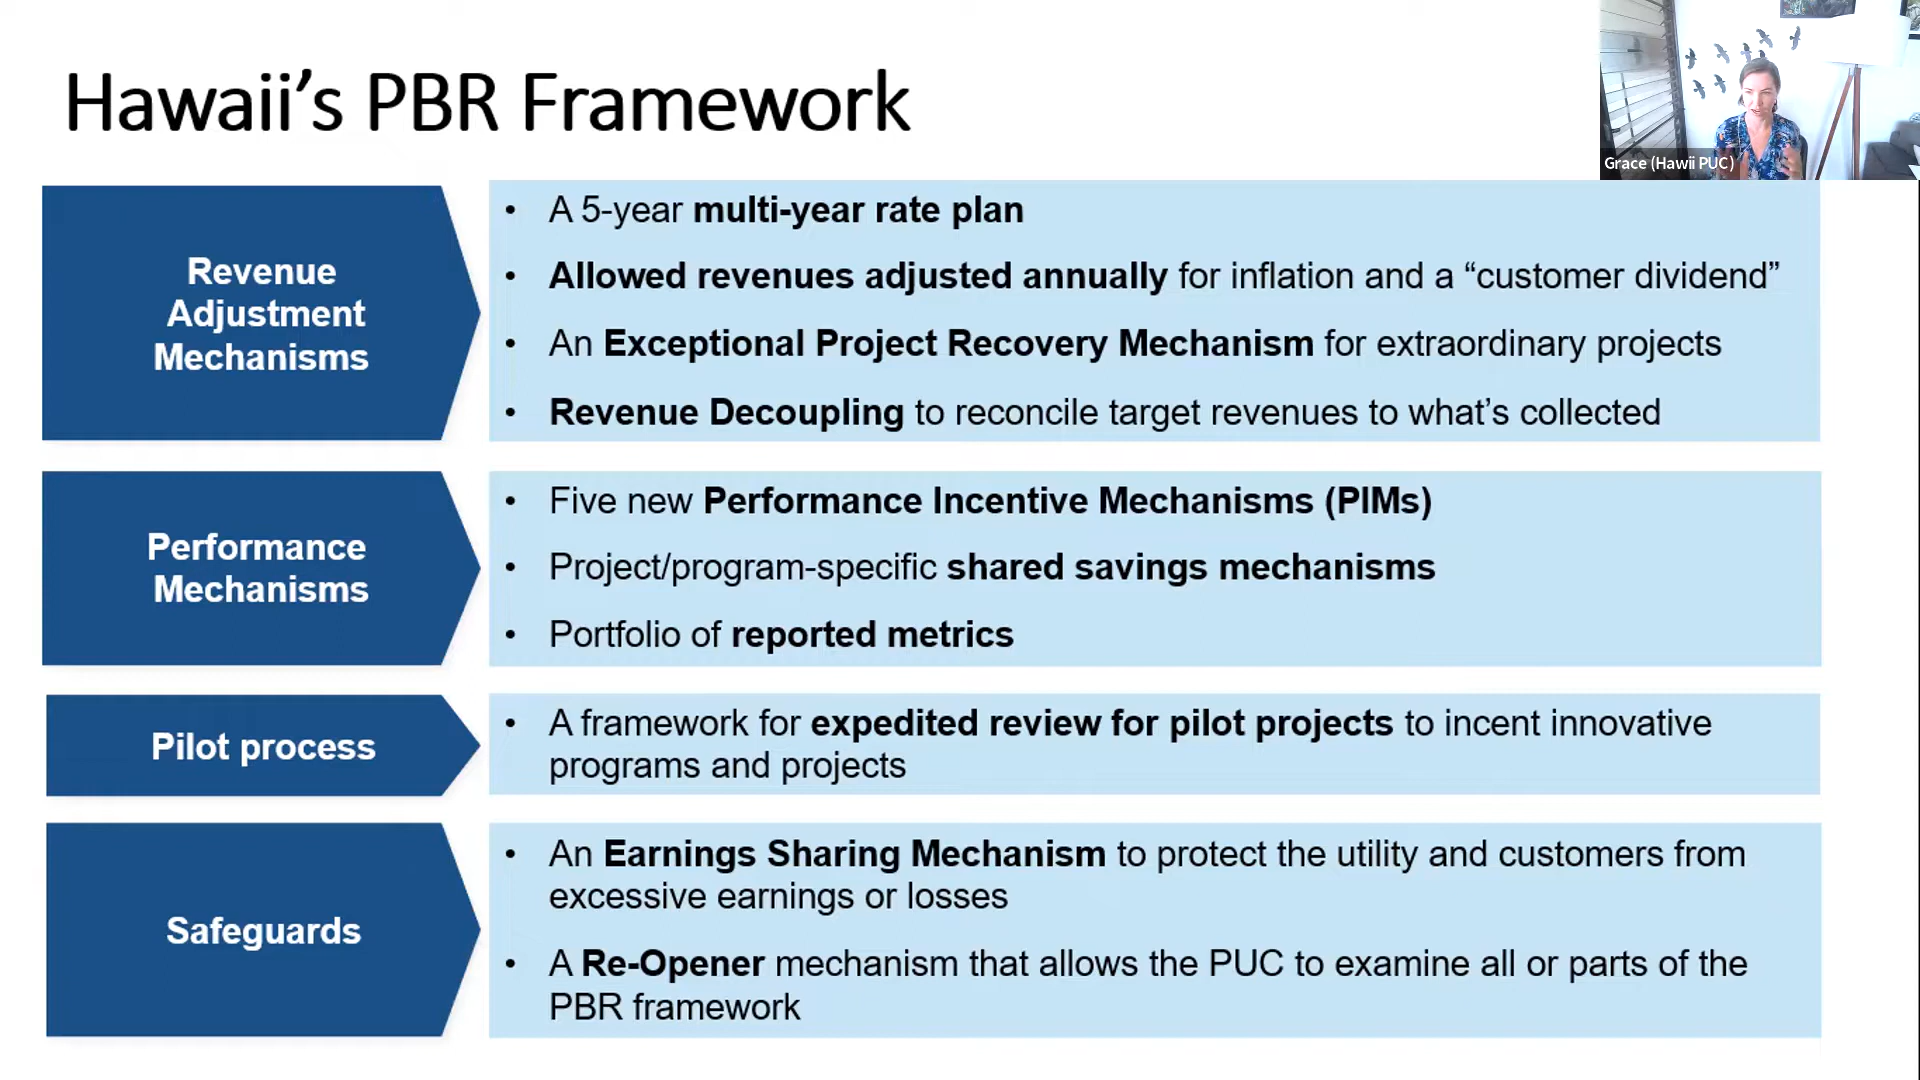 Hawaii’s PBR Framework
Grace (Hawii PUC)
Revenue
Adjustment
Mechanisms
• A 5-year multi-year rate plan
• Allowed revenues adjusted annually for inflation and a “customer dividend”
• An Exceptional Project Recovery Mechanism for extraordinary projects
• Revenue Decoupling to reconcile target revenues to what’s collected
Performance
Mechanisms
• Five new Performance Incentive Mechanisms (PIMs)
• Project/program-specific shared savings mechanisms
• Portfolio of reported metrics
Pilot process
• A framework for expedited review for pilot projects to incent innovative
programs and projects
Safeguards
• An Earnings Sharing Mechanism to protect the utility and customers from
excessive earnings or losses
• A Re-Opener mechanism that allows the PUC to examine all or parts of the
PBR framework